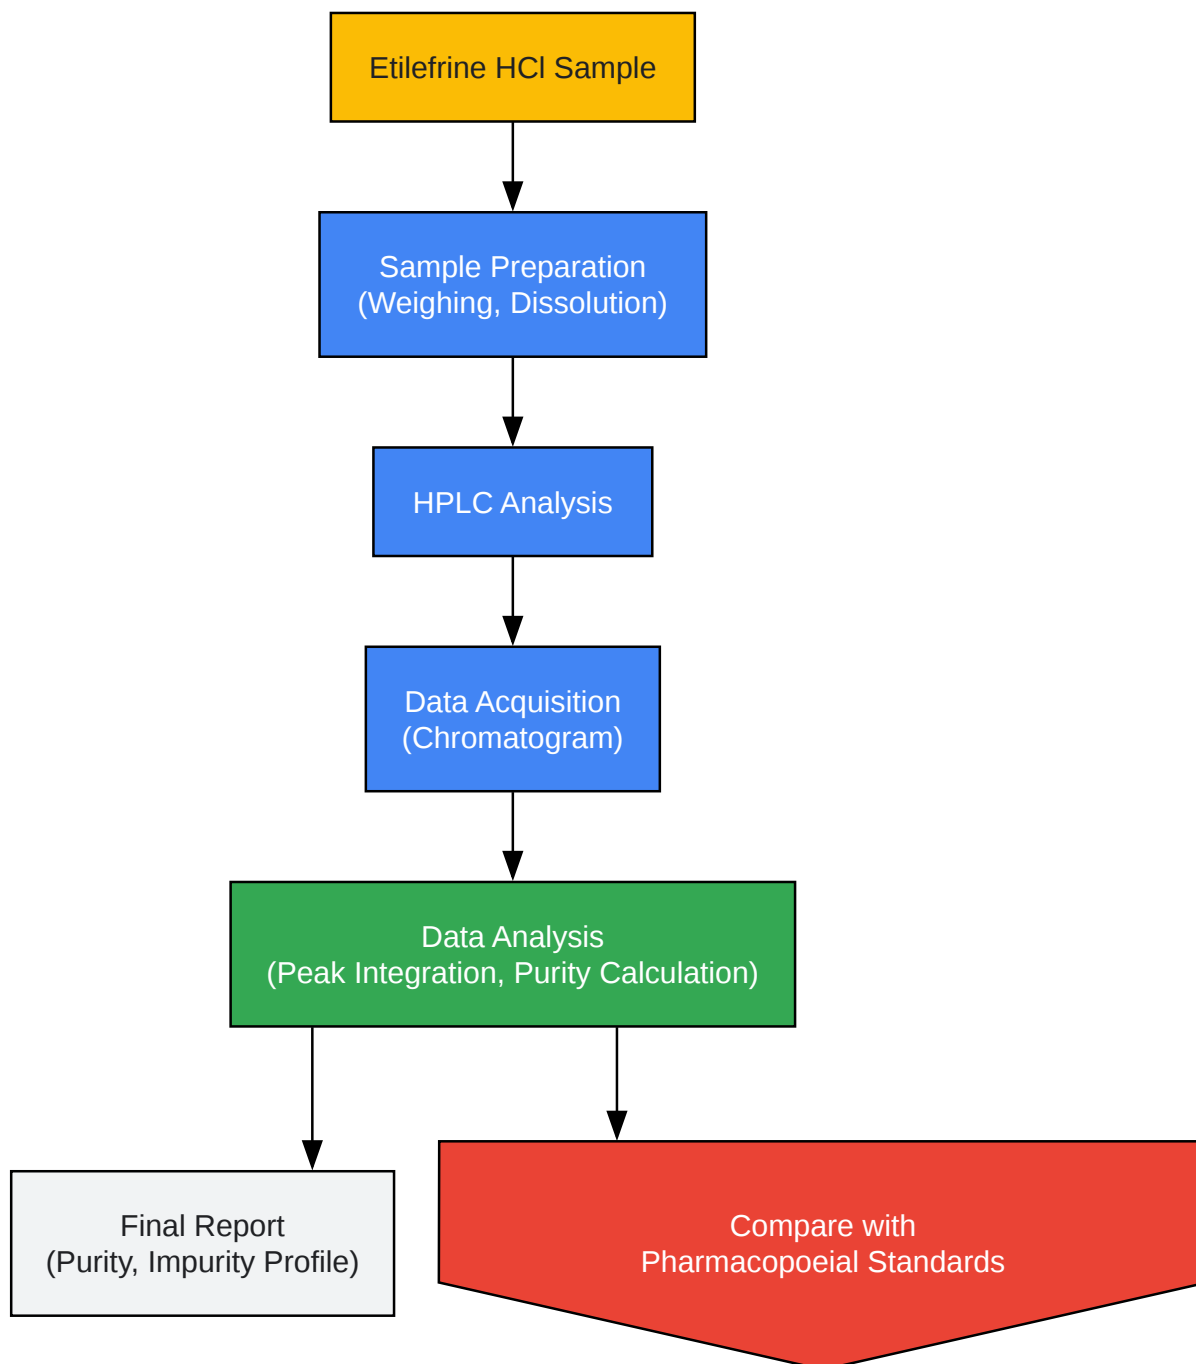 Etilefrine HCl Sample
Sample Preparation
(Weighing, Dissolution)
HPLC Analysis
Data Acquisition
(Chromatogram)
Data Analysis
(Peak Integration, Purity Calculation)
Final Report
(Purity, Impurity Profile)
Compare with
Pharmacopoeial Standards